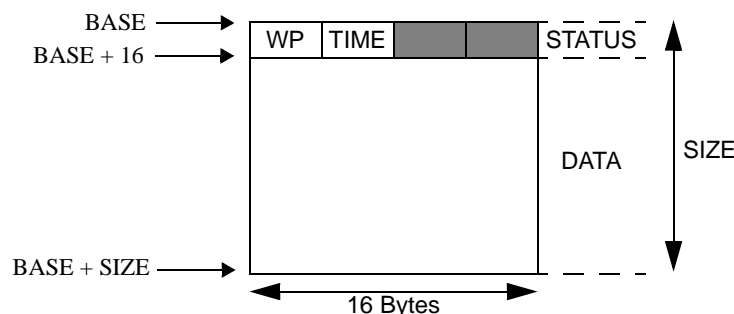 BASE
WP TIME STATUS
BASE + 16
DATA
SIZE
BASE + SIZE
16 Bytes